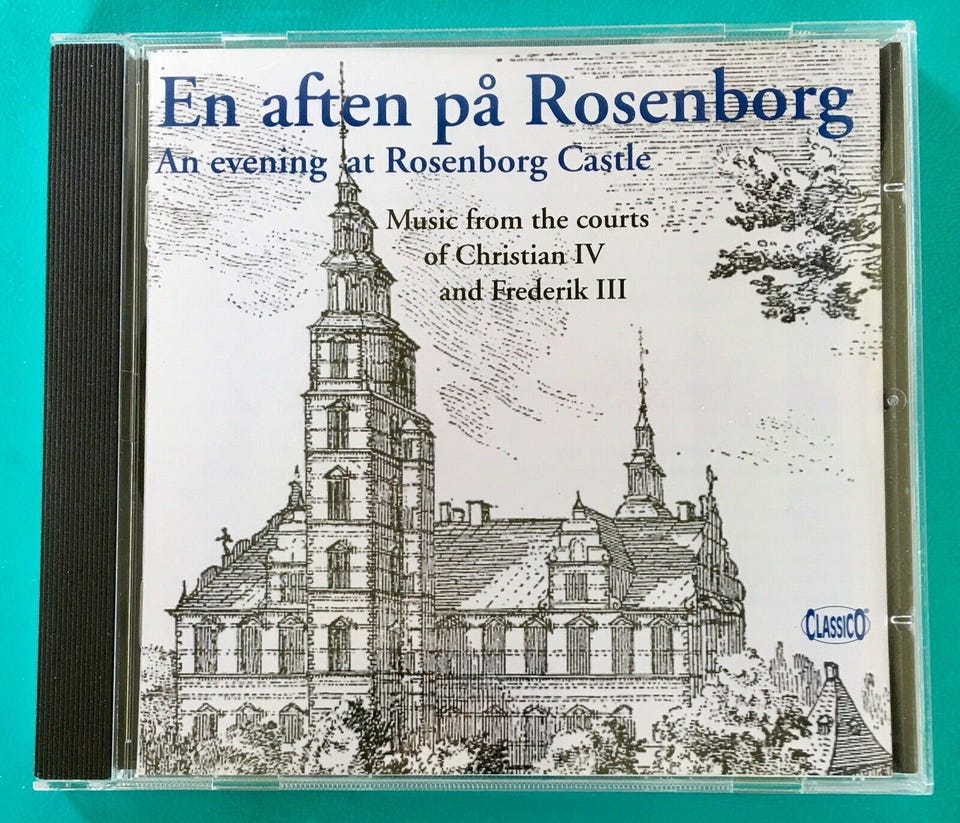 En aften på Rosenborg
An evening at Rosenborg Castle
Music from the courts
of Christian IV
and Frederik III
CLASSICO®